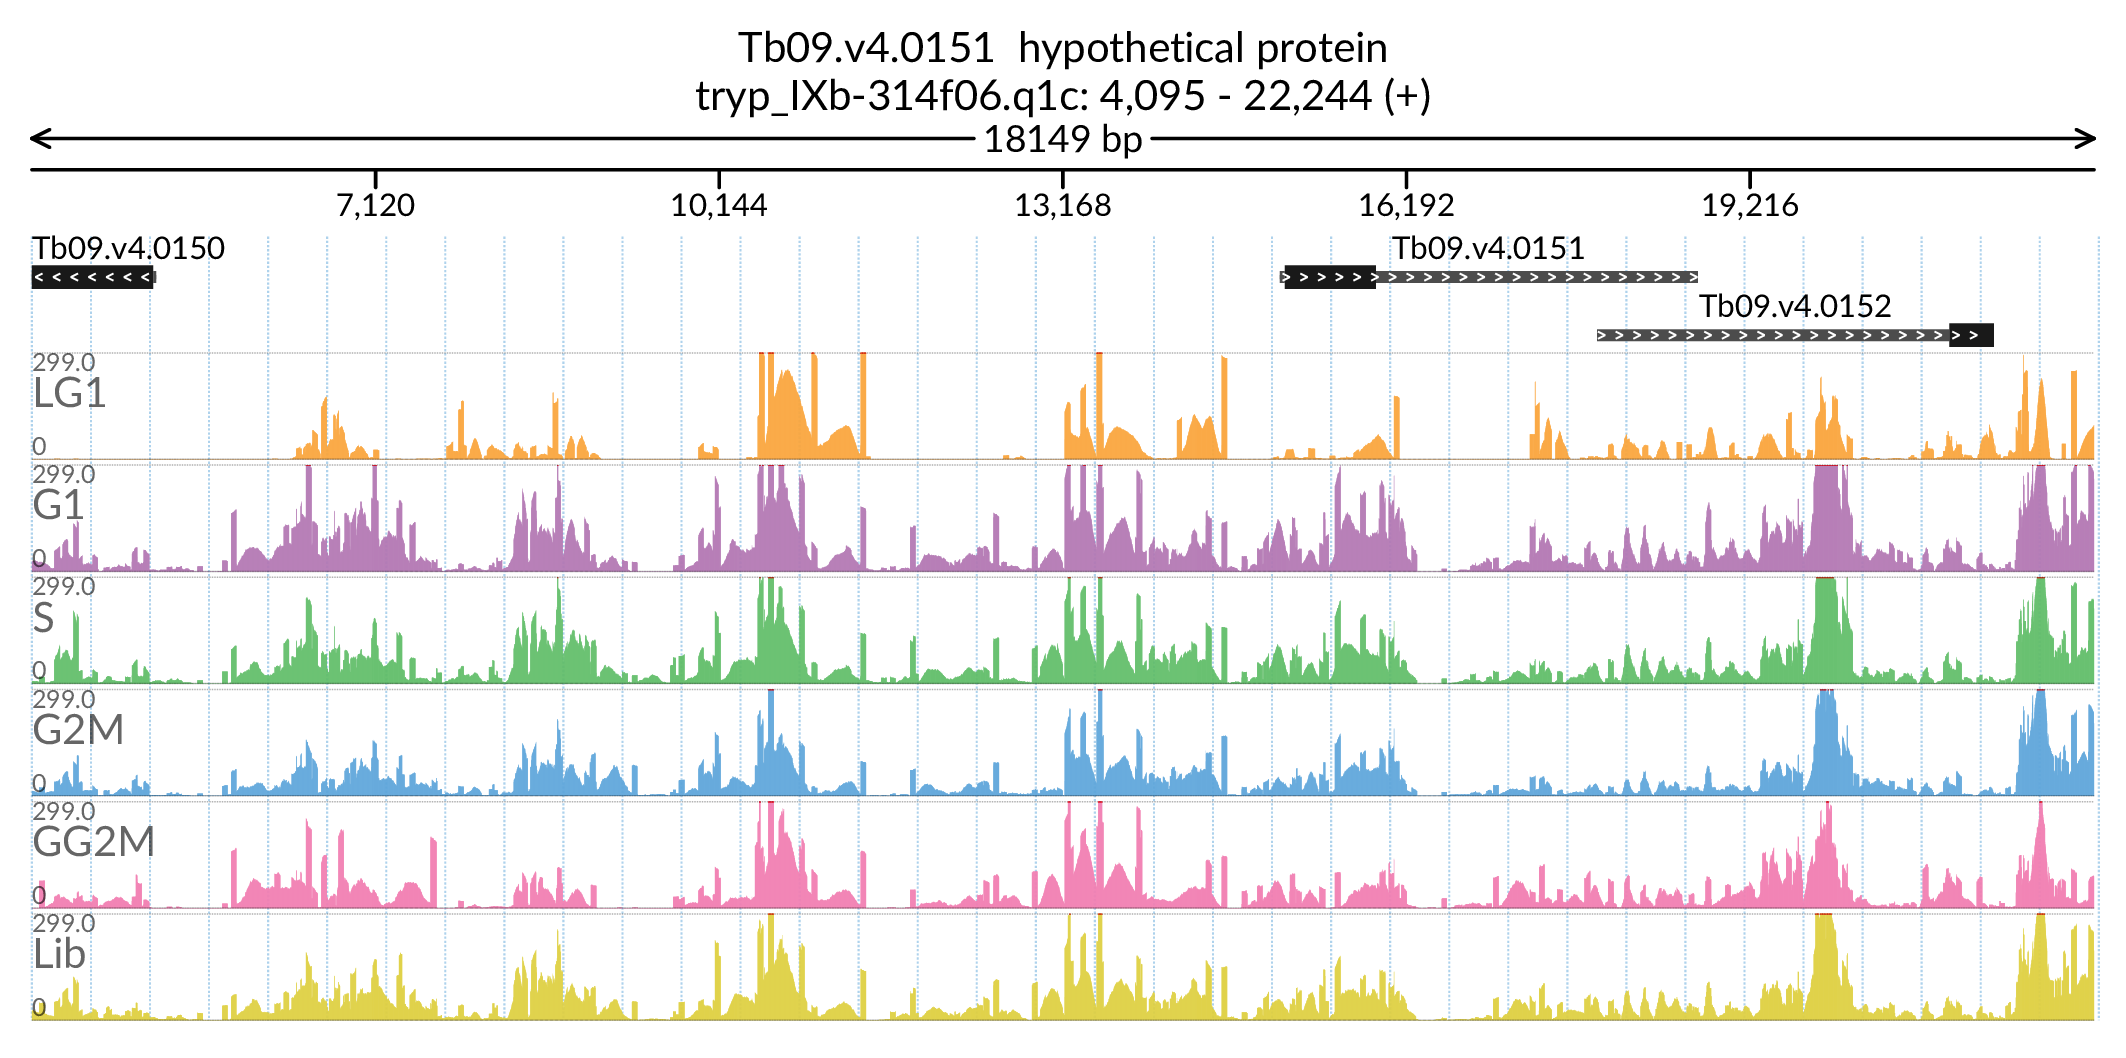 Tb09.v4.0151 hypothetical protein
tryp_IXb-314f06.q1c: 4,095 - 22,244 (+)
18149 bp
7,120 10,144 13,168 16,192 19,216
Tb09.v4.0150 Tb09.v4.0151
Tb09.v4.0152
299.0
LG1
0
299.0
G1
0
299.0
S
0
299.0
G2M
0
299.0
GG2M
0
299.0
Lib
0